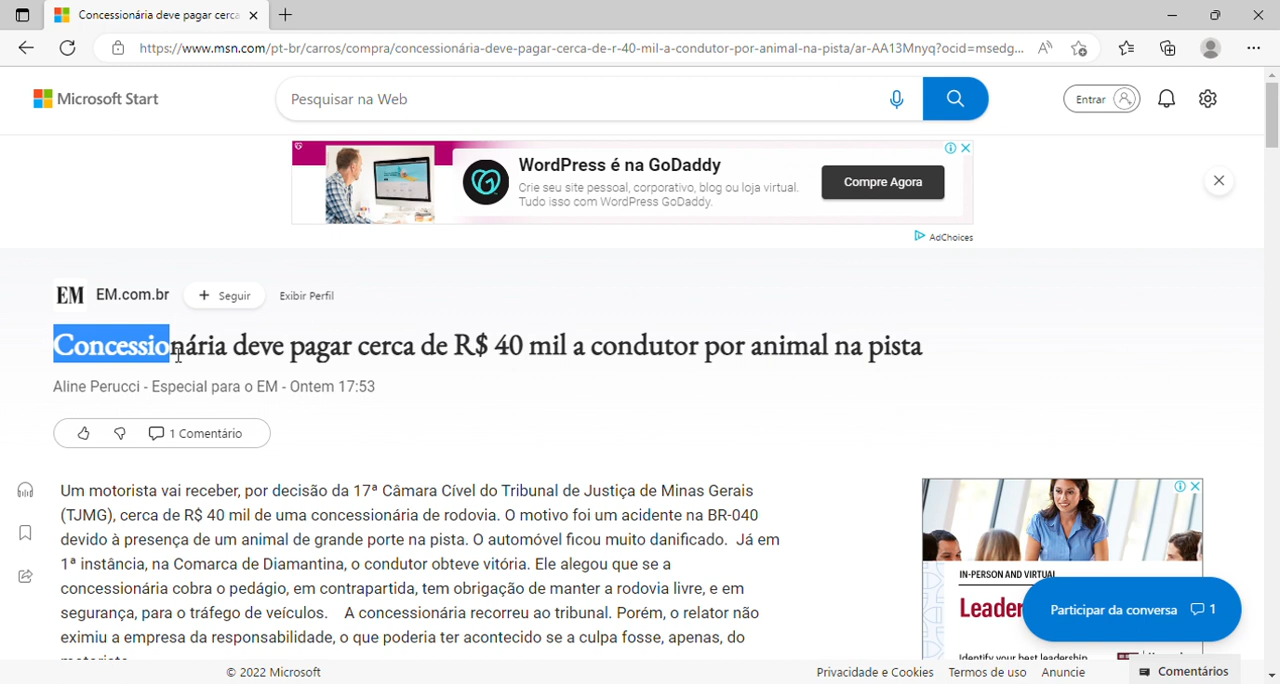 Concessionária deve pagar cerca
https://www.msn.com/pt-br/carros/compra/concessionária-deve-pagar-cerca-de-r-40-mil-a-condutor-por-animal-na-pista/ar-AA13Mnyq?ocid=msedg...
Microsoft Start
Pesquisar na Web
Entrar
WordPress é na GoDaddy
Crie seu site pessoal, corporativo, blog ou loja virtual.
Tudo isso com WordPress GoDaddy.
Compre Agora
AdChoices
EM EM.com.br + Seguir Exibir Perfil
Concessionária deve pagar cerca de R$ 40 mil a condutor por animal na pista
Aline Perucci - Especial para o EM - Ontem 17:53
1 Comentário
Um motorista vai receber, por decisão da 17ª Câmara Cível do Tribunal de Justiça de Minas Gerais
(TJMG), cerca de R$ 40 mil de uma concessionária de rodovia. O motivo foi um acidente na BR-040
devido à presença de um animal de grande porte na pista. O automóvel ficou muito danificado. Já em
1ª instância, na Comarca de Diamantina, o condutor obteve vitória. Ele alegou que se a
concessionária cobra o pedágio, em contrapartida, tem obrigação de manter a rodovia livre, e em
segurança, para o tráfego de veículos. A concessionária recorreu ao tribunal. Porém, o relator não
eximiu a empresa da responsabilidade, o que poderia ter acontecido se a culpa fosse, apenas, do
IN-PERSON AND VIRTUAL
Leader
Identify your best leadership
Participar da conversa 1
© 2022 Microsoft
Privacidade e Cookies Termos de uso Anuncie Comentários